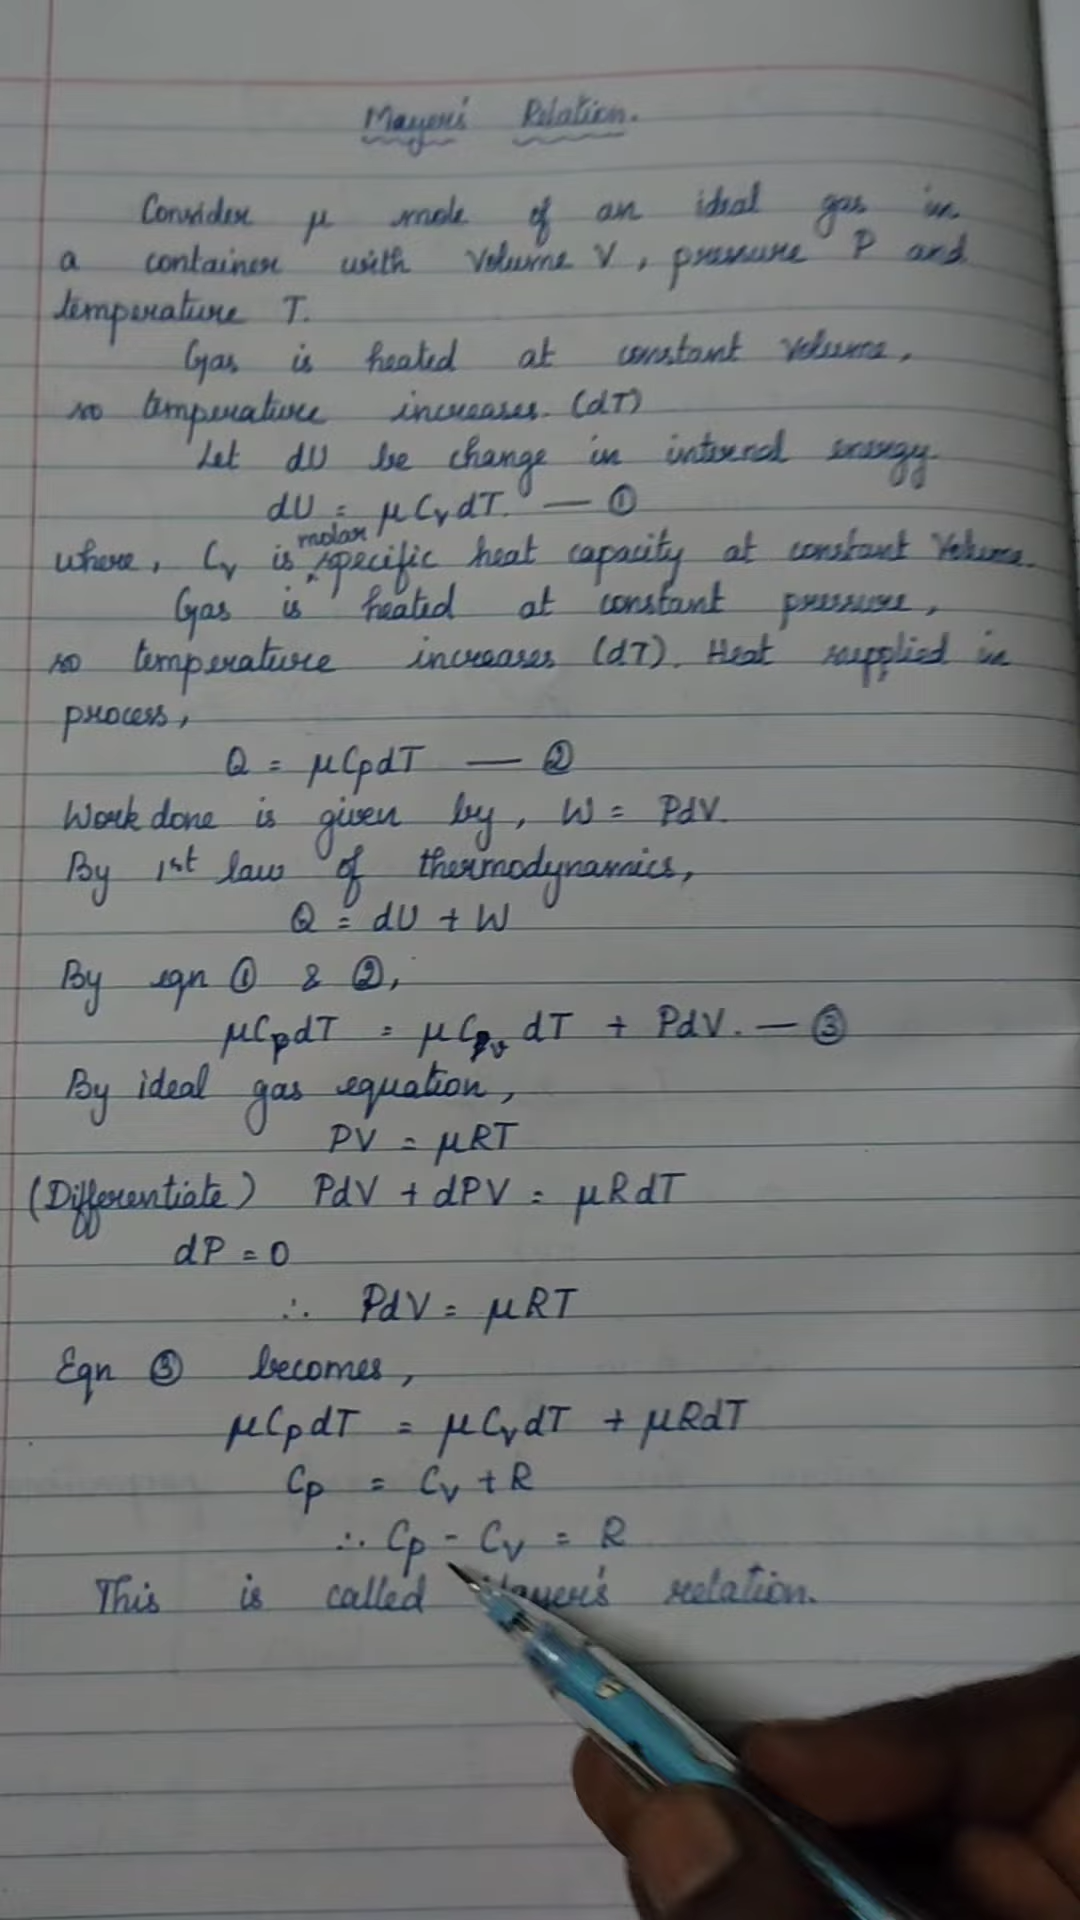 Mayer's Relation.
Consider μ mole of an ideal gas in
a container with volume V, pressure P and
temperature T.
Gas is heated at constant volume,
so temperature increases. (dT)
Let dU be change in internal energy.
dU = μCvdT. — ①
molar
where, Cv is specific heat capacity at constant volume.
Gas is heated at constant pressure,
so temperature increases (dT). Heat supplied in
process,
Q = μCpdT — ②
Work done is given by, W = PdV.
By 1st law of thermodynamics,
Q = dU + W
By eqn ① & ②,
μCpdT = μCv dT + PdV. — ③
By ideal gas equation,
PV = μRT
(Differentiate) PdV + dPV = μRdT
dP = 0
∴ PdV = μRT
Eqn ③ becomes,
μCpdT = μCvdT + μRdT
Cp = Cv + R
∴ Cp - Cv = R
This is called Mayer's relation.